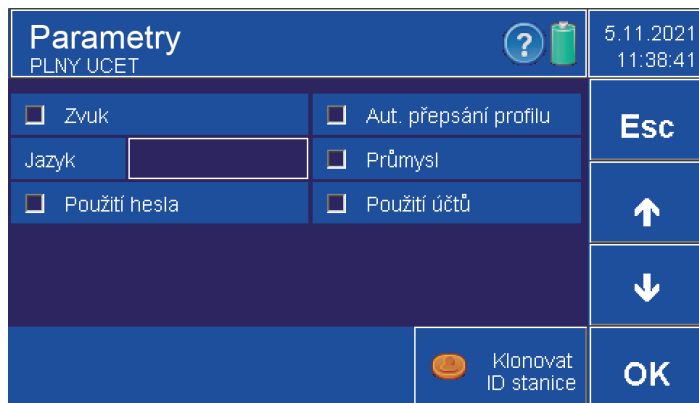 Parametry
PLNY UCET
?
5.11.2021
11:38:41
Zvuk
Aut. přepsání profilu
Esc
Jazyk
Průmysl
Použití hesla
Použití účtů
Klonovat
ID stanice
OK